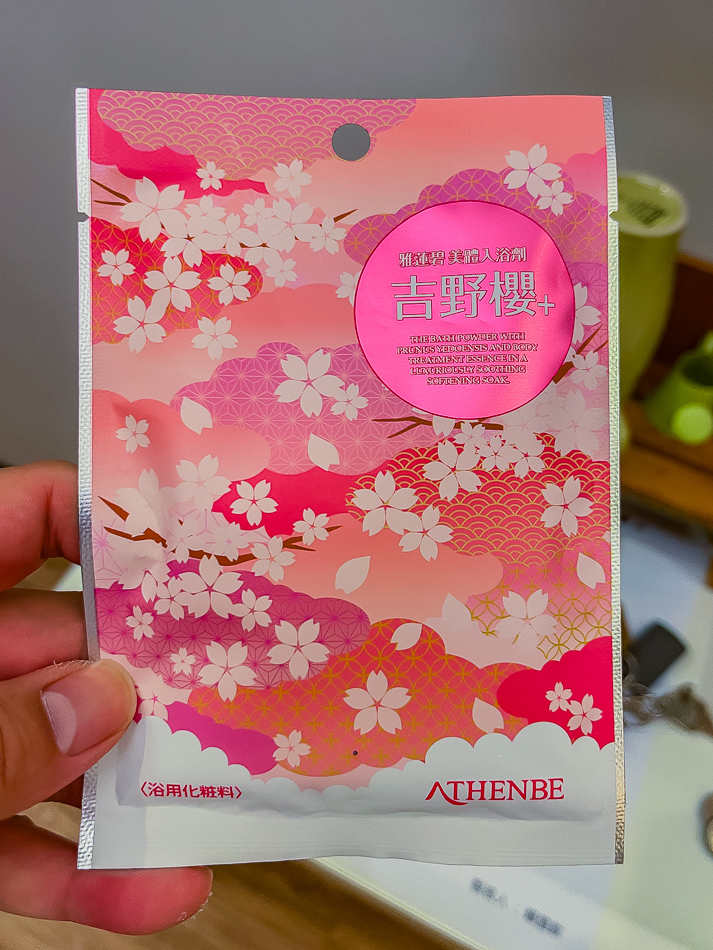 雅蓮碧 美體入浴劑
吉野櫻+
THE BATH POWDER WITH
PRUNUS YEDOENSIS AND BODY
TREATMENT ESSENCE IN A
LUXURIOUSLY SOOTHING
SOFTENING SOAK.
〈浴用化粧料〉
ATHENBE